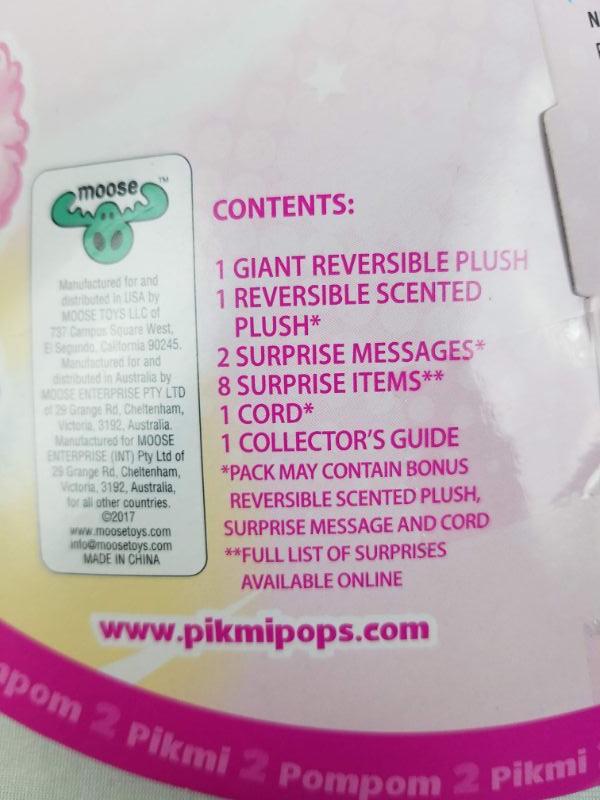 moose™
Manufactured for and
distributed in USA by
MOOSE TOYS LLC of
737 Campus Square West,
El Segundo, California 90245.
Manufactured for and
distributed in Australia by
MOOSE ENTERPRISE PTY LTD
of 29 Grange Rd, Cheltenham,
Victoria, 3192, Australia.
Manufactured for MOOSE
ENTERPRISE (INT) Pty Ltd of
29 Grange Rd, Cheltenham,
Victoria, 3192, Australia,
for all other countries.
©2017
www.moosetoys.com
info@moosetoys.com
MADE IN CHINA
CONTENTS:
1 GIANT REVERSIBLE PLUSH
1 REVERSIBLE SCENTED
PLUSH*
2 SURPRISE MESSAGES*
8 SURPRISE ITEMS**
1 CORD*
1 COLLECTOR'S GUIDE
*PACK MAY CONTAIN BONUS
REVERSIBLE SCENTED PLUSH,
SURPRISE MESSAGE AND CORD
**FULL LIST OF SURPRISES
AVAILABLE ONLINE
www.pikmipops.com
pom 2 Pikmi 2 Pompom 2 Pikmi